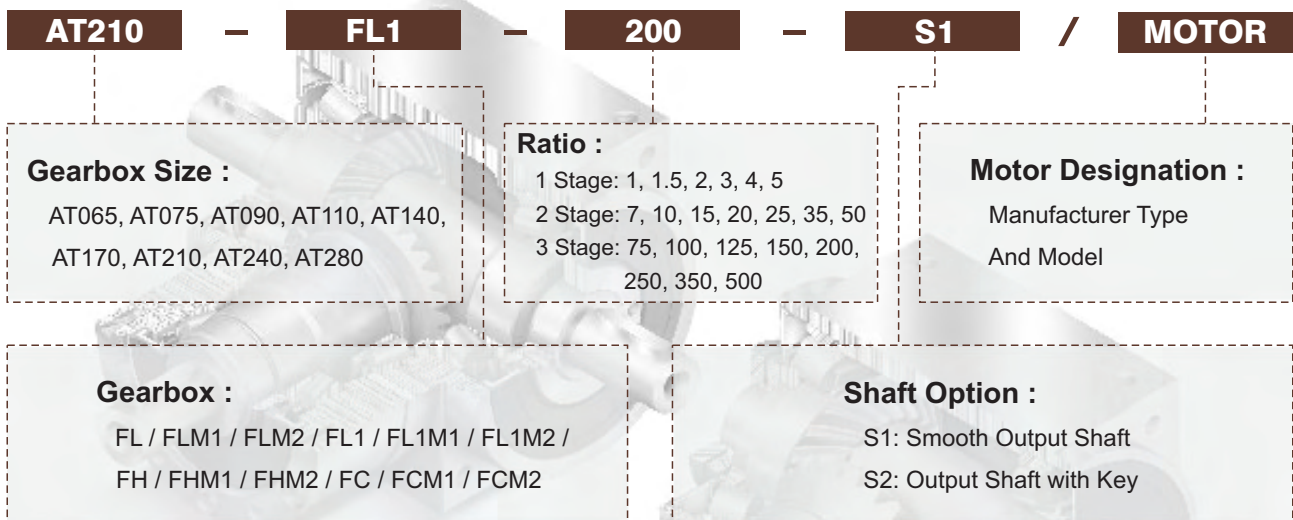 AT210 – FL1 - 200 – S1 / MOTOR
Gearbox Size :
AT065, AT075, AT090, AT110, AT140,
AT170, AT210, AT240, AT280
Ratio :
1 Stage: 1, 1.5, 2, 3, 4, 5
2 Stage: 7, 10, 15, 20, 25, 35, 50
3 Stage: 75, 100, 125, 150, 200,
250, 350, 500
Motor Designation :
Manufacturer Type
And Model
Gearbox :
FL / FLM1 / FLM2 / FL1 / FL1M1 / FL1M2 /
FH / FHM1 / FHM2 / FC / FCM1 / FCM2
Shaft Option :
S1: Smooth Output Shaft
S2: Output Shaft with Key